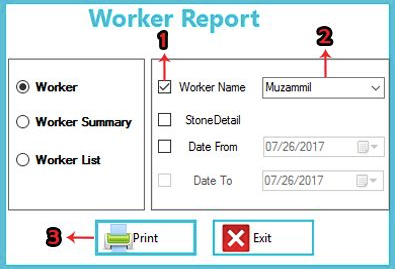 Worker Report
1
2
Worker
Worker Name
Muzammil
Worker Summary
StoneDetail
Date From
07/26/2017
Worker List
Date To
07/26/2017
3
Print
Exit